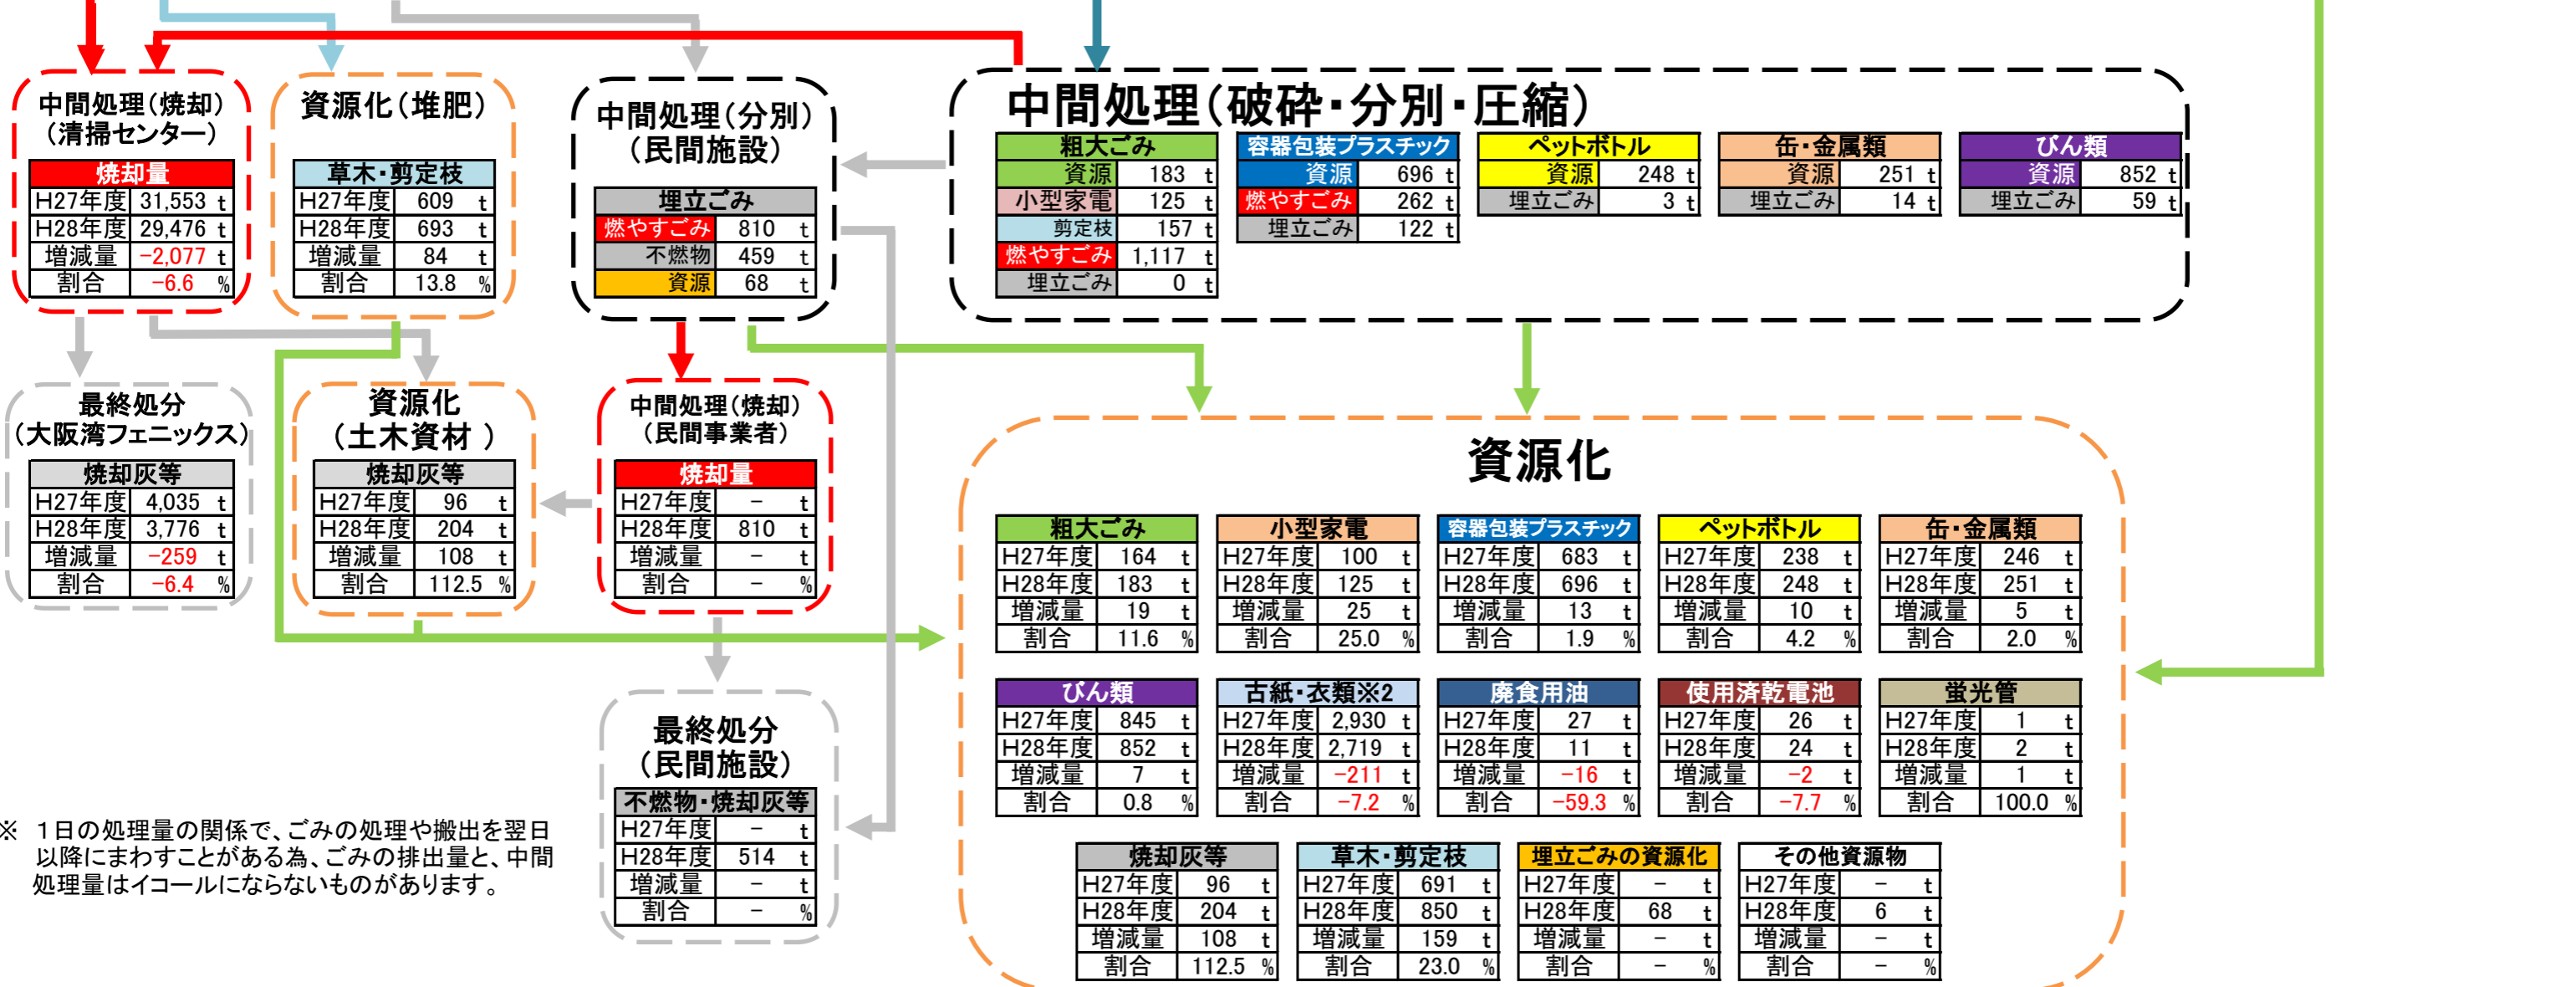 中間処理(焼却)
(清掃センター)
焼却量
H27年度 31,553 t
H28年度 29,476 t
増減量 -2,077 t
割合 -6.6 %
資源化(堆肥)
草木・剪定枝
H27年度 609 t
H28年度 693 t
増減量 84 t
割合 13.8 %
中間処理(分別)
(民間施設)
埋立ごみ
燃やすごみ 810 t
不燃物 459 t
資源 68 t
中間処理(破砕・分別・圧縮)
粗大ごみ
資源 183 t
小型家電 125 t
剪定枝 157 t
燃やすごみ 1,117 t
埋立ごみ 0 t
容器包装プラスチック
資源 696 t
燃やすごみ 262 t
埋立ごみ 122 t
ペットボトル
資源 248 t
埋立ごみ 3 t
缶・金属類
資源 251 t
埋立ごみ 14 t
びん類
資源 852 t
埋立ごみ 59 t
最終処分
(大阪湾フェニックス)
焼却灰等
H27年度 4,035 t
H28年度 3,776 t
増減量 -259 t
割合 -6.4 %
資源化
(土木資材 )
焼却灰等
H27年度 96 t
H28年度 204 t
増減量 108 t
割合 112.5 %
中間処理(焼却)
(民間事業者)
焼却量
H27年度 - t
H28年度 810 t
増減量 - t
割合 - %
最終処分
(民間施設)
不燃物・焼却灰等
H27年度 - t
H28年度 514 t
増減量 - t
割合 - %
資源化
粗大ごみ
H27年度 164 t
H28年度 183 t
増減量 19 t
割合 11.6 %
小型家電
H27年度 100 t
H28年度 125 t
増減量 25 t
割合 25.0 %
容器包装プラスチック
H27年度 683 t
H28年度 696 t
増減量 13 t
割合 1.9 %
ペットボトル
H27年度 238 t
H28年度 248 t
増減量 10 t
割合 4.2 %
缶・金属類
H27年度 246 t
H28年度 251 t
増減量 5 t
割合 2.0 %
びん類
H27年度 845 t
H28年度 852 t
増減量 7 t
割合 0.8 %
古紙・衣類※2
H27年度 2,930 t
H28年度 2,719 t
増減量 -211 t
割合 -7.2 %
廃食用油
H27年度 27 t
H28年度 11 t
増減量 -16 t
割合 -59.3 %
使用済乾電池
H27年度 26 t
H28年度 24 t
増減量 -2 t
割合 -7.7 %
蛍光管
H27年度 1 t
H28年度 2 t
増減量 1 t
割合 100.0 %
焼却灰等
H27年度 96 t
H28年度 204 t
増減量 108 t
割合 112.5 %
草木・剪定枝
H27年度 691 t
H28年度 850 t
増減量 159 t
割合 23.0 %
埋立ごみの資源化
H27年度 - t
H28年度 68 t
増減量 - t
割合 - %
その他資源物
H27年度 - t
H28年度 6 t
増減量 - t
割合 - %
※ 1日の処理量の関係で、ごみの処理や搬出を翌日
以降にまわすことがある為、ごみの排出量と、中間
処理量はイコールにならないものがあります。